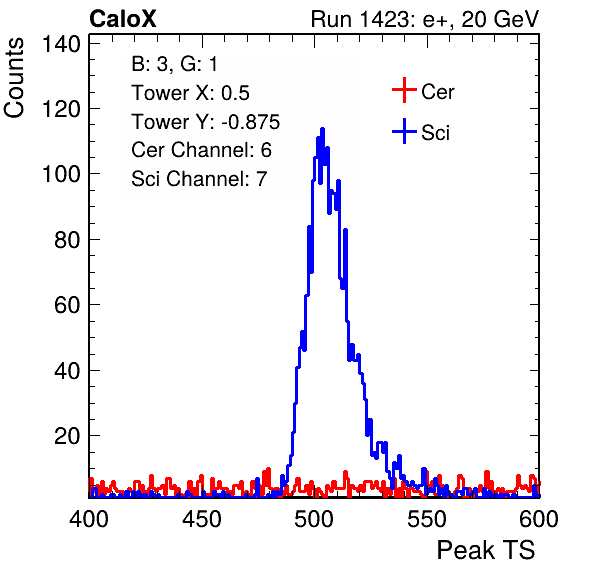 CaloX Run 1423: e+, 20 GeV
Counts
140
120
100
80
60
40
20
B: 3, G: 1
Tower X: 0.5
Tower Y: -0.875
Cer Channel: 6
Sci Channel: 7
Cer
Sci
400 450 500 550 600
Peak TS